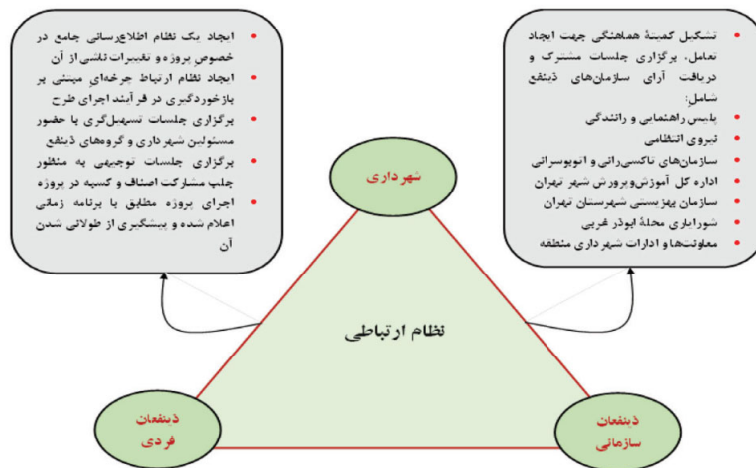 تشکیل کمیتهٔ هماهنگی جهت ایجاد
تعامل، برگزاری جلسات مشترک و
دریافت آرای سازمان‌های ذینفع
شامل:
پلیس راهنمایی و رانندگی
نیروی انتظامی
سازمان‌های تاکسی‌رانی و اتوبوسرانی
اداره کل آموزش‌وپرورش شهر تهران
سازمان بهزیستی شهرستان تهران
شورایاری محلهٔ ابوذر غربی
معاونت‌ها و ادارات شهرداری منطقه
ایجاد یک نظام اطلاع‌رسانی جامع در
خصوص پروژه و تغییرات ناشی از آن
ایجاد نظام ارتباط چرخه‌ای مبتنی بر
بازخوردگیری در فرآیند اجرای طرح
برگزاری جلسات تسهیل‌گری با حضور
مسئولین شهرداری و گروه‌های ذینفع
برگزاری جلسات توجیهی به منظور
جلب مشارکت اصناف و کسبه در پروژه
اجرای پروژه مطابق با برنامه زمانی
اعلام شده و پیشگیری از طولانی شدن
آن
شهرداری
نظام ارتباطی
ذینفعان
سازمانی
ذینفعان
فردی